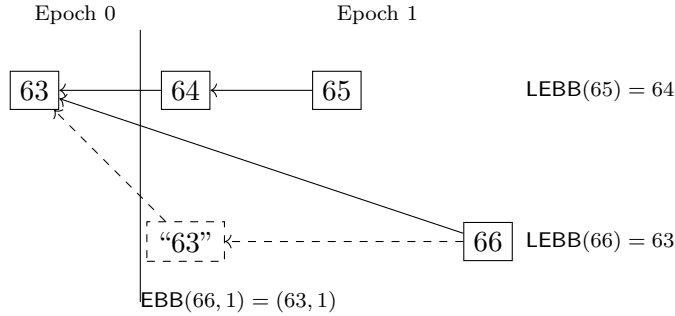 Epoch 0 Epoch 1
63 64 65 LEBB(65) = 64
“63” 66 LEBB(66) = 63
EBB(66, 1) = (63, 1)